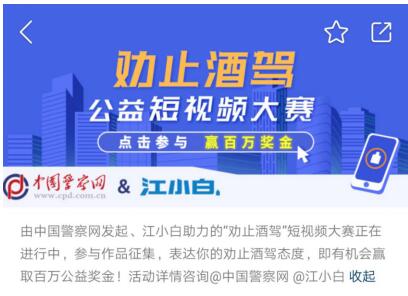 劝止酒驾
公益短视频大赛
点击参与 赢百万奖金
中国警察网
www.cpd.com.cn
& 江小白.
由中国警察网发起、江小白助力的“劝止酒驾”短视频大赛正在
进行中，参与作品征集，表达你的劝止酒驾态度，即有机会赢
取百万公益奖金！活动详情咨询@中国警察网 @江小白 收起